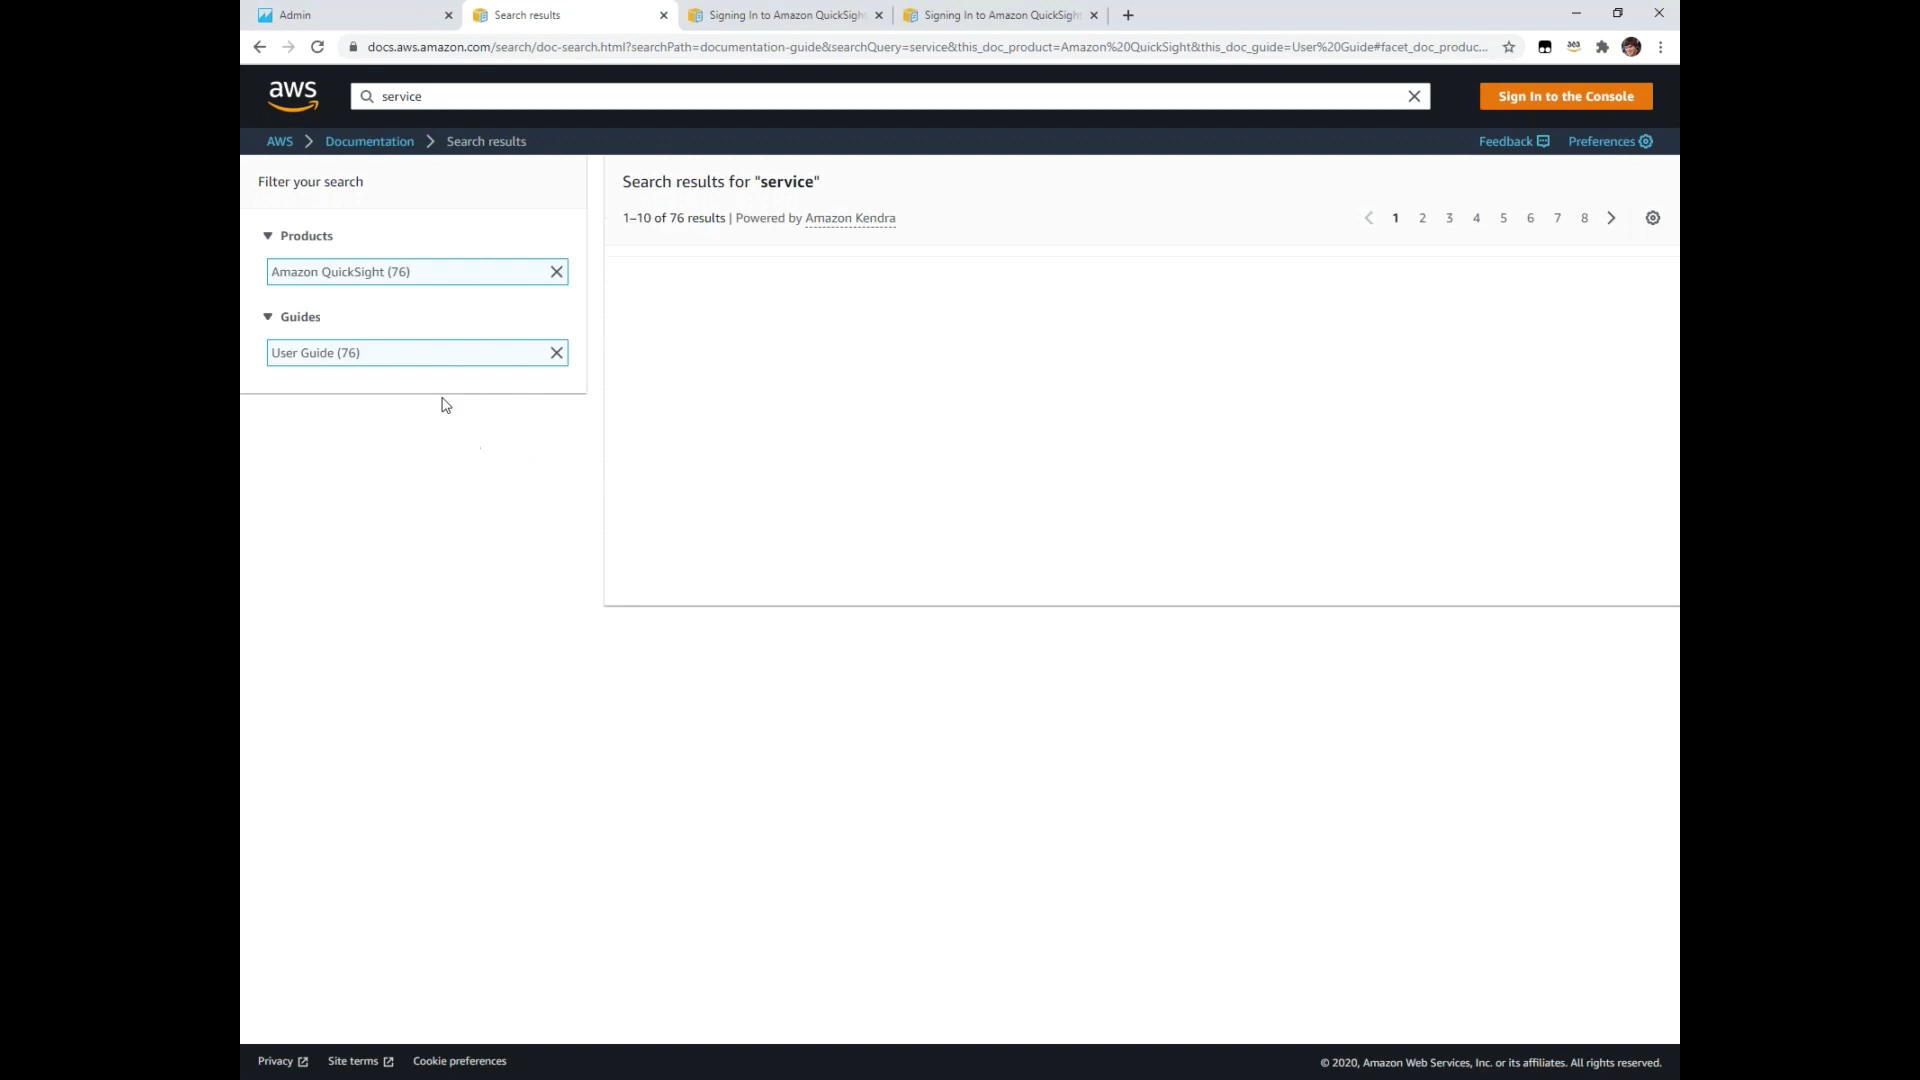 Admin
Search results
Signing In to Amazon QuickSigh
Signing In to Amazon QuickSigh
docs.aws.amazon.com/search/doc-search.html?searchPath=documentation-guide&searchQuery=service&this_doc_product=Amazon%20QuickSight&this_doc_guide=User%20Guide#facet_doc_produc...
aws
service
Sign In to the Console
AWS
Documentation
Search results
Feedback
Preferences
Filter your search
Products
Amazon QuickSight (76)
Guides
User Guide (76)
Search results for "service"
1–10 of 76 results | Powered by Amazon Kendra
1 2 3 4 5 6 7 8
Privacy
Site terms
Cookie preferences
© 2020, Amazon Web Services, Inc. or its affiliates. All rights reserved.